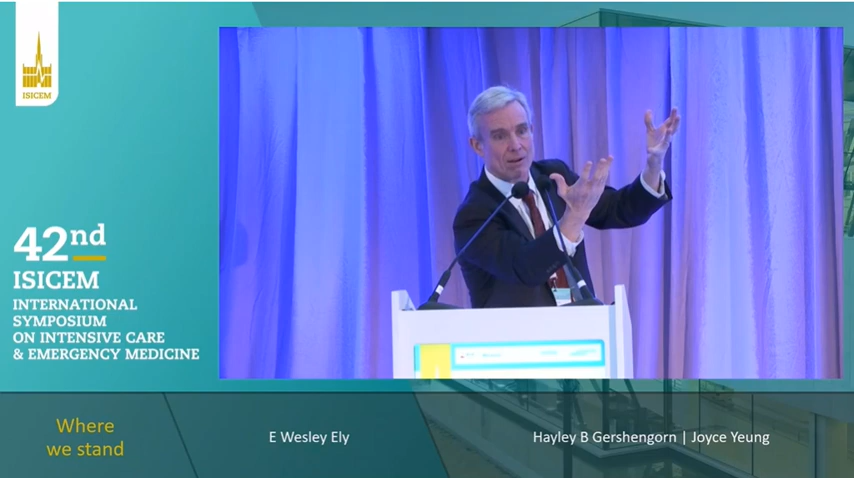 ISICEM
42nd
ISICEM
INTERNATIONAL
SYMPOSIUM
ON INTENSIVE CARE
& EMERGENCY MEDICINE
Where
we stand
E Wesley Ely
Hayley B Gershengorn | Joyce Yeung